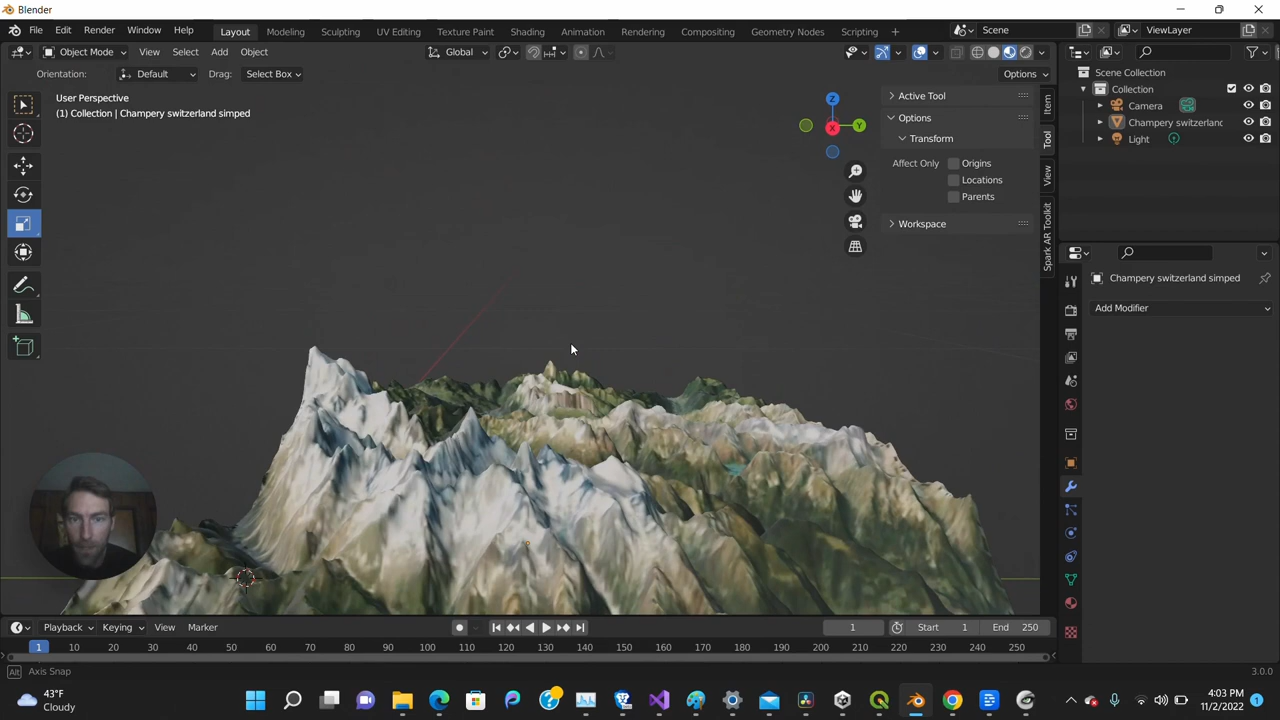 Blender
File Edit Render Window Help Layout Modeling Sculpting UV Editing Texture Paint Shading Animation Rendering Compositing Geometry Nodes Scripting + Scene ViewLayer
Object Mode View Select Add Object Global
Orientation: Default Drag: Select Box Options
User Perspective
(1) Collection | Champery switzerland simped
Z
Y
X
Active Tool
Options
Transform
Affect Only Origins
Locations
Parents
Workspace
Item
Tool
View
Spark AR Toolkit
Scene Collection
Collection
Camera
Champery switzerlanc
Light
Champery switzerland simped
Add Modifier
Playback Keying View Marker 1 Start 1 End 250
1 10 20 30 40 50 60 70 80 90 100 110 120 130 140 150 160 170 180 190 200 210 220 230 240 250
Alt Axis Snap 3.0.0
43°F
Cloudy
4:03 PM
11/2/2022
1